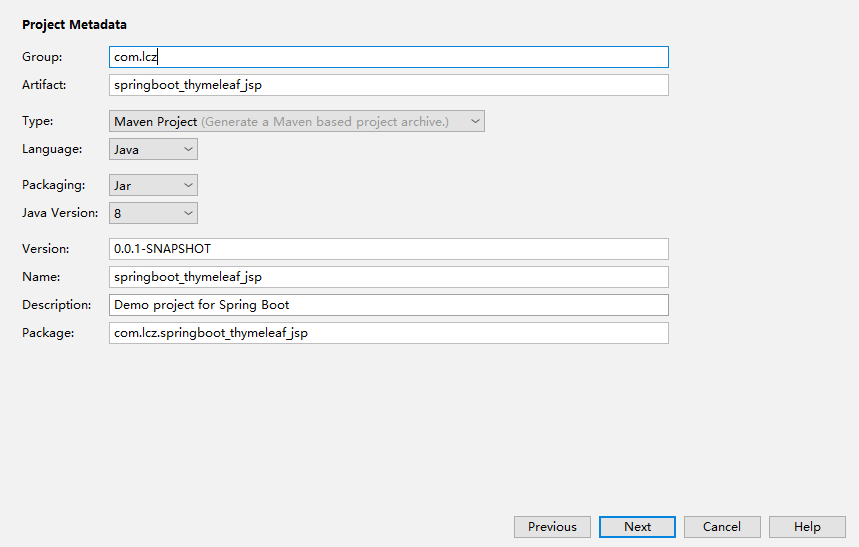 Project Metadata
Group: com.lcz
Artifact: springboot_thymeleaf_jsp
Type: Maven Project (Generate a Maven based project archive.)
Language: Java
Packaging: Jar
Java Version: 8
Version: 0.0.1-SNAPSHOT
Name: springboot_thymeleaf_jsp
Description: Demo project for Spring Boot
Package: com.lcz.springboot_thymeleaf_jsp
Previous Next Cancel Help